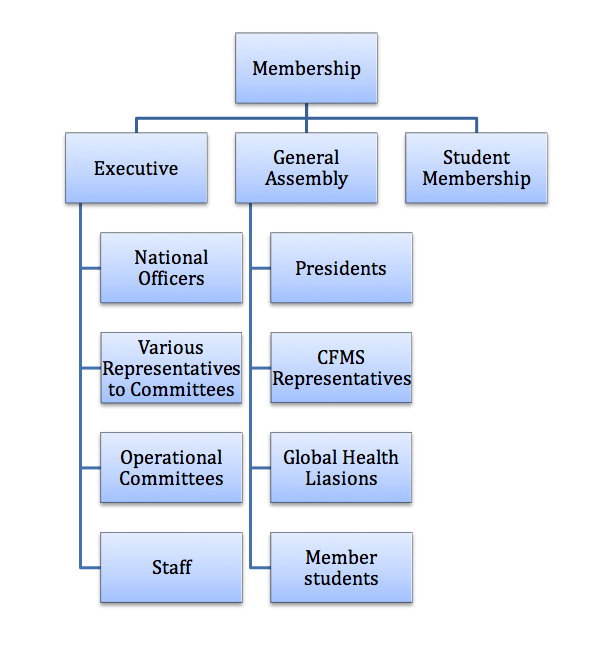 Membership
Executive
General
Assembly
Student
Membership
National
Officers
Presidents
Various
Representatives
to Committees
CFMS
Representatives
Operational
Committees
Global Health
Liasions
Staff
Member
students